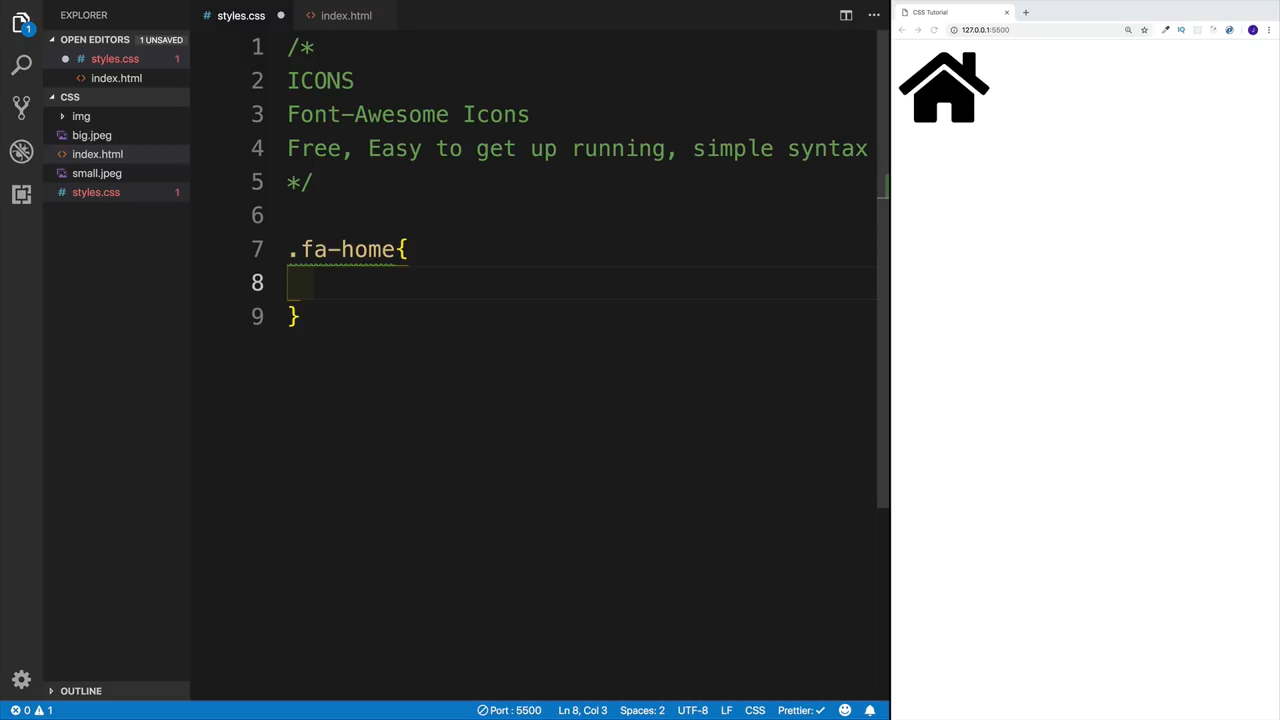 EXPLORER
OPEN EDITORS 1 UNSAVED
# styles.css 1
<> index.html
CSS
img
big.jpeg
<> index.html
small.jpeg
# styles.css 1
OUTLINE
# styles.css
<> index.html
1 /*
2 ICONS
3 Font-Awesome Icons
4 Free, Easy to get up running, simple syntax
5 */
6
7 .fa-home{
8
9 }
0 1
Port : 5500
Ln 8, Col 3
Spaces: 2
UTF-8
LF
CSS
Prettier: ✓
CSS Tutorial
127.0.0.1:5500
IQ
J
1